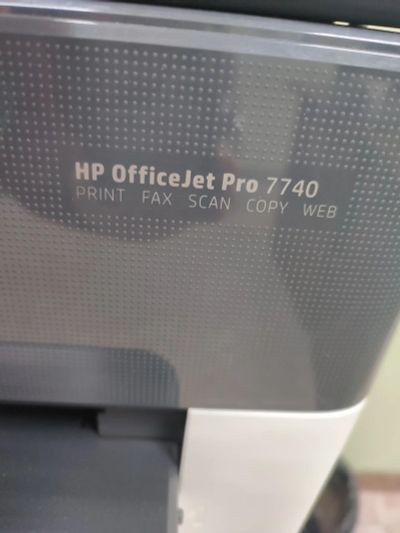 HP OfficeJet Pro 7740
PRINT FAX SCAN COPY WEB